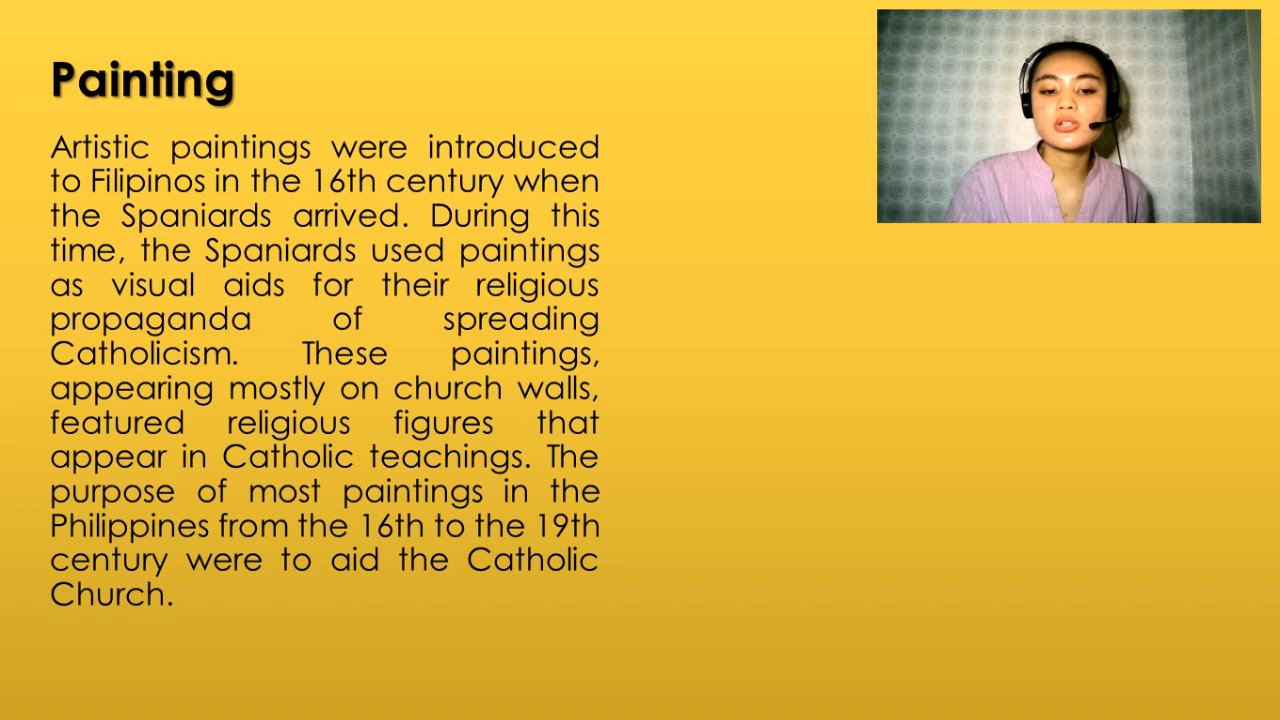 Painting
Artistic paintings were introduced
to Filipinos in the 16th century when
the Spaniards arrived. During this
time, the Spaniards used paintings
as visual aids for their religious
propaganda of spreading
Catholicism. These paintings,
appearing mostly on church walls,
featured religious figures that
appear in Catholic teachings. The
purpose of most paintings in the
Philippines from the 16th to the 19th
century were to aid the Catholic
Church.